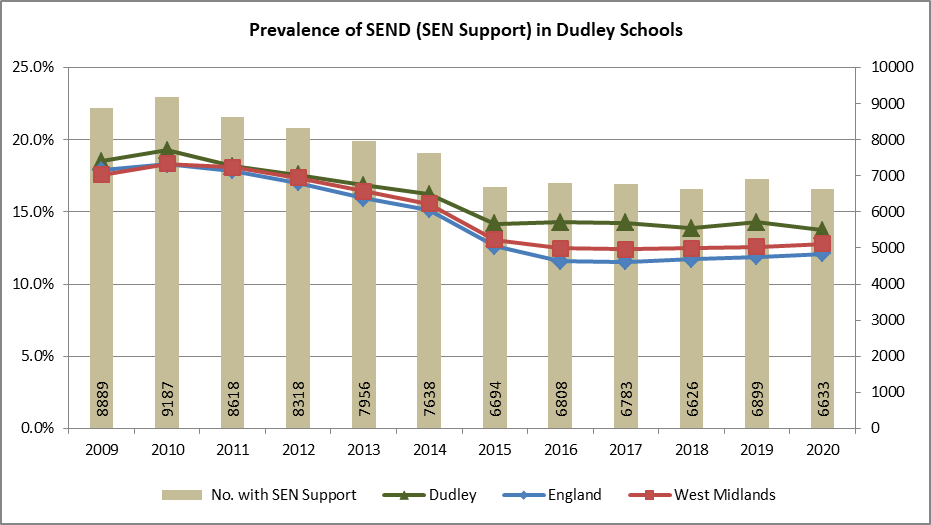 Prevalence of SEND (SEN Support) in Dudley Schools
25.0% 10000
9000
20.0% 8000
7000
15.0% 6000
5000
10.0% 4000
3000
5.0% 2000
1000
0.0% 0
8889 9187 8618 8318 7956 7638 6694 6808 6783 6626 6899 6633
2009 2010 2011 2012 2013 2014 2015 2016 2017 2018 2019 2020
No. with SEN Support Dudley England West Midlands